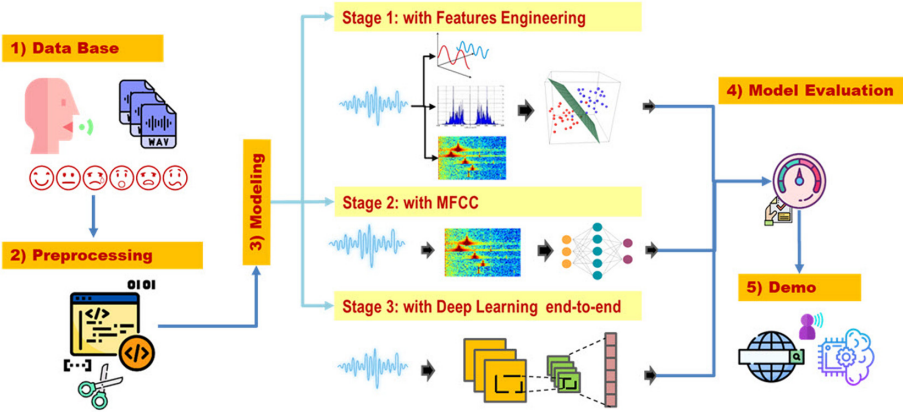 1) Data Base
WAV
2) Preprocessing
0101
</>
</>
[...]
3) Modeling
Stage 1: with Features Engineering
Stage 2: with MFCC
Stage 3: with Deep Learning end-to-end
4) Model Evaluation
5) Demo